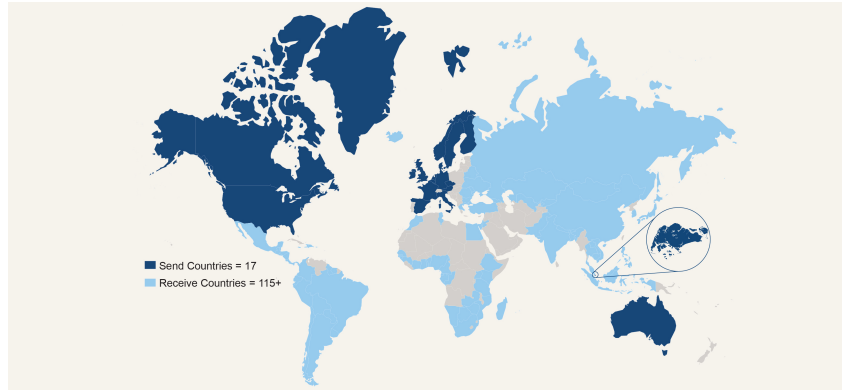 Send Countries = 17
Receive Countries = 115+